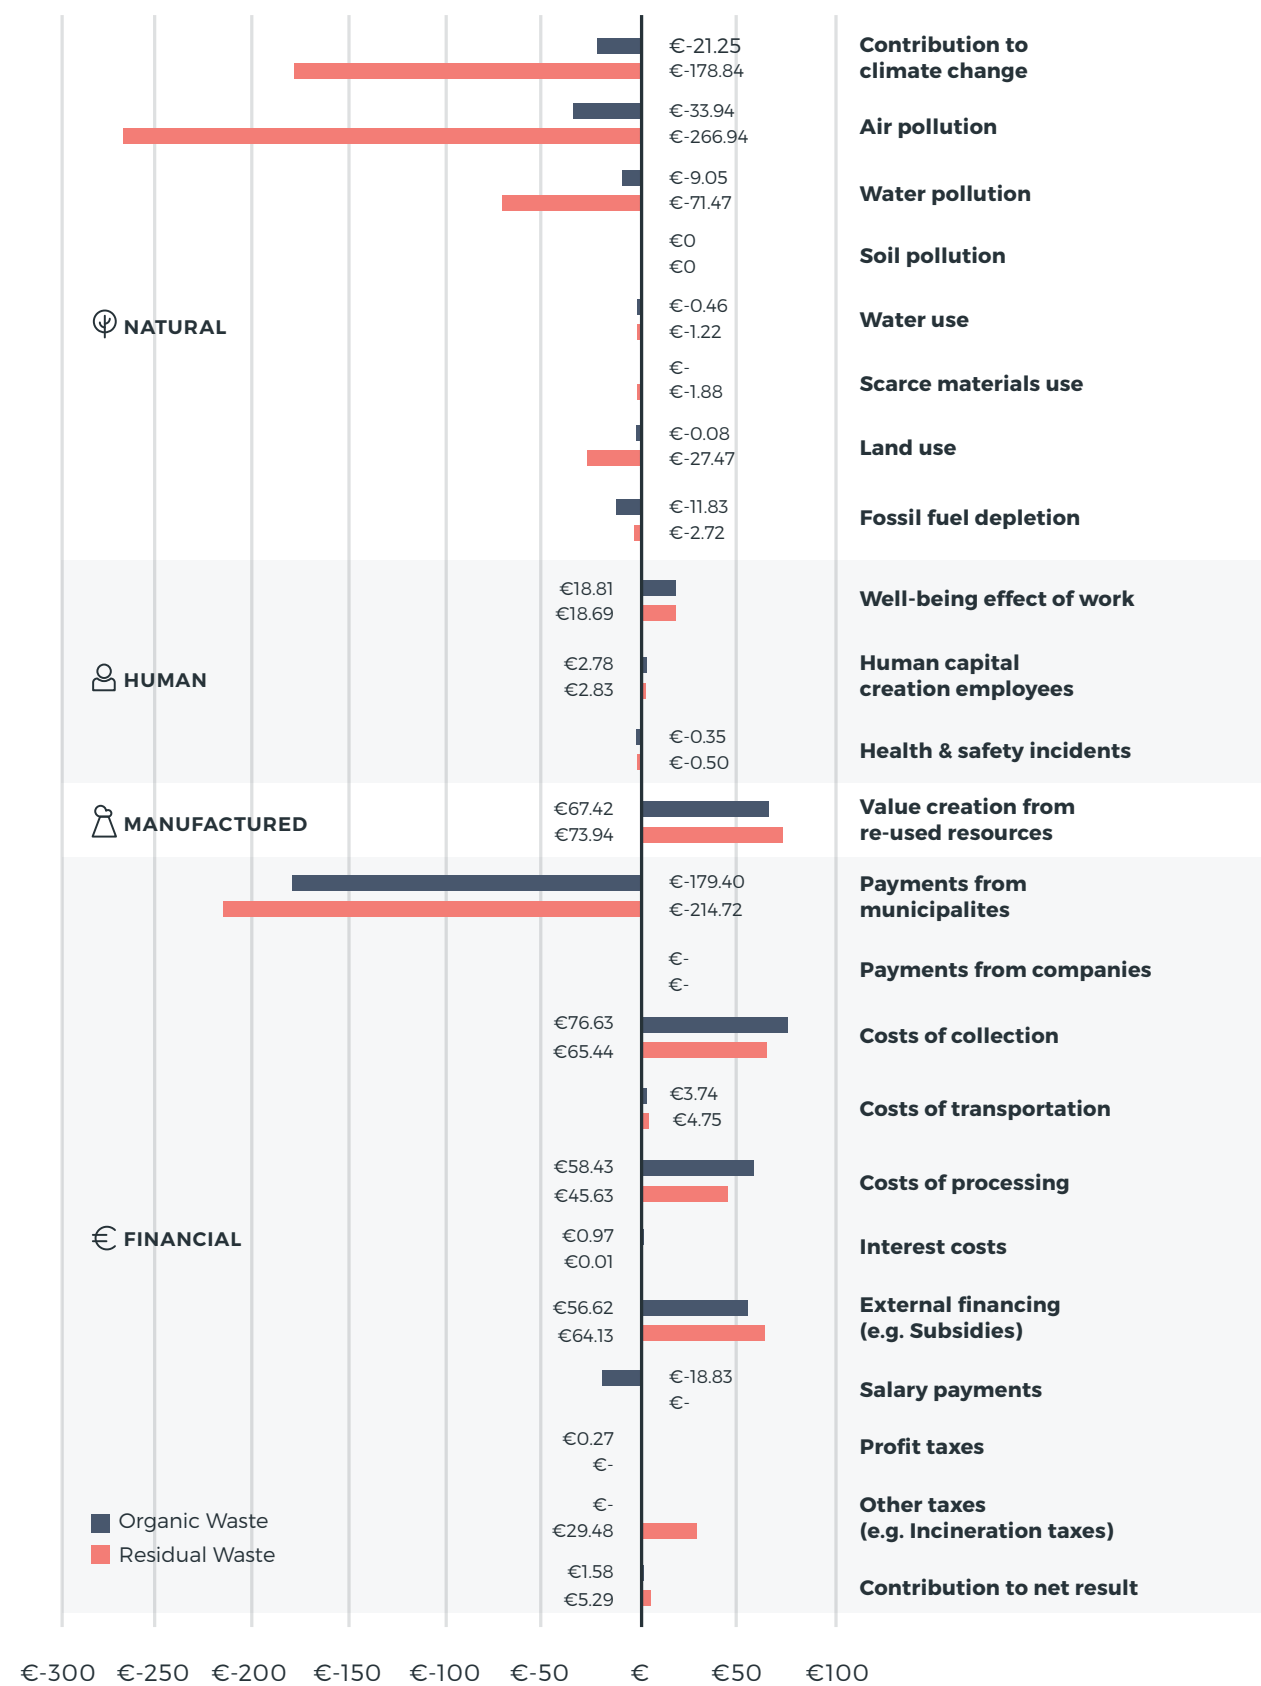 €-21.25
€-178.84
Contribution to
climate change
€-33.94
€-266.94
Air pollution
€-9.05
€-71.47
Water pollution
€0
€0
Soil pollution
NATURAL
€-0.46
€-1.22
Water use
€-
€-1.88
Scarce materials use
€-0.08
€-27.47
Land use
€-11.83
€-2.72
Fossil fuel depletion
€18.81
€18.69
Well-being effect of work
HUMAN
€2.78
€2.83
Human capital
creation employees
€-0.35
€-0.50
Health & safety incidents
MANUFACTURED
€67.42
€73.94
Value creation from
re-used resources
€-179.40
€-214.72
Payments from
municipalites
€-
€-
Payments from companies
€76.63
€65.44
Costs of collection
€3.74
€4.75
Costs of transportation
€58.43
€45.63
Costs of processing
FINANCIAL
€0.97
€0.01
Interest costs
€56.62
€64.13
External financing
(e.g. Subsidies)
€-18.83
€-
Salary payments
€0.27
€-
Profit taxes
€-
€29.48
Other taxes
(e.g. Incineration taxes)
€1.58
€5.29
Contribution to net result
Organic Waste
Residual Waste
€-300 €-250 €-200 €-150 €-100 €-50 € €50 €100